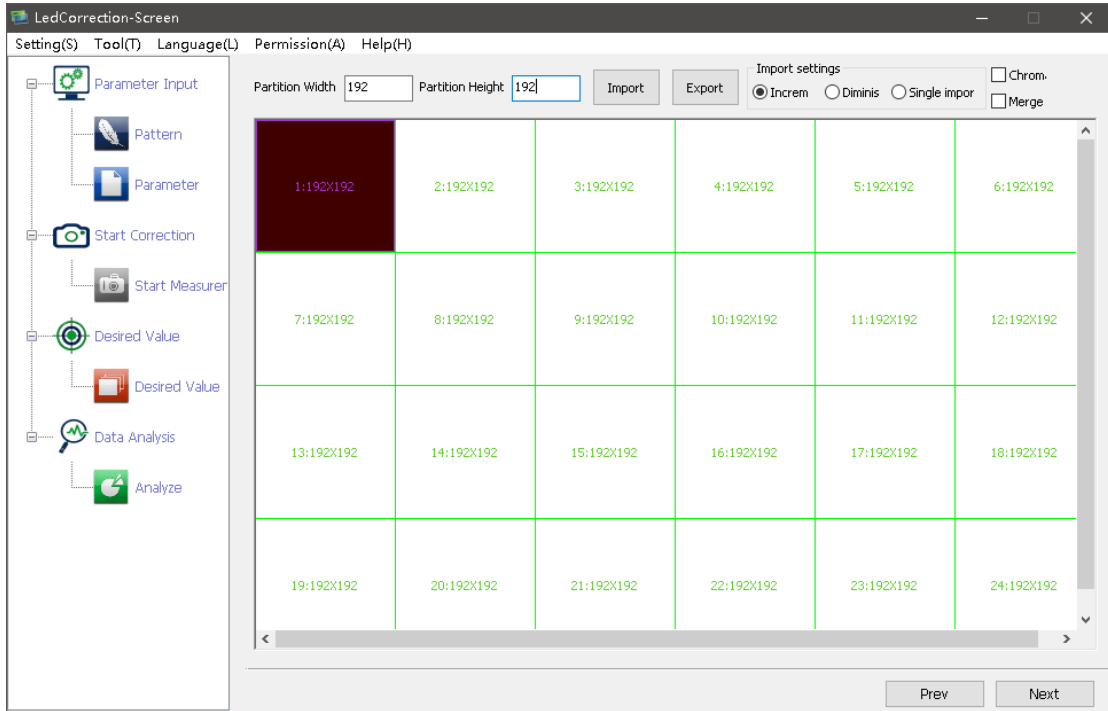 LedCorrection-Screen
Setting(S) Tool(T) Language(L) Permission(A) Help(H)
Parameter Input
Pattern
Parameter
Start Correction
Start Measurer
Desired Value
Desired Value
Data Analysis
Analyze
Partition Width 192 Partition Height 192 Import Export
Import settings
Increm Diminis Single impor
Chrom.
Merge
1:192X192 2:192X192 3:192X192 4:192X192 5:192X192 6:192X192
7:192X192 8:192X192 9:192X192 10:192X192 11:192X192 12:192X192
13:192X192 14:192X192 15:192X192 16:192X192 17:192X192 18:192X192
19:192X192 20:192X192 21:192X192 22:192X192 23:192X192 24:192X192
Prev Next